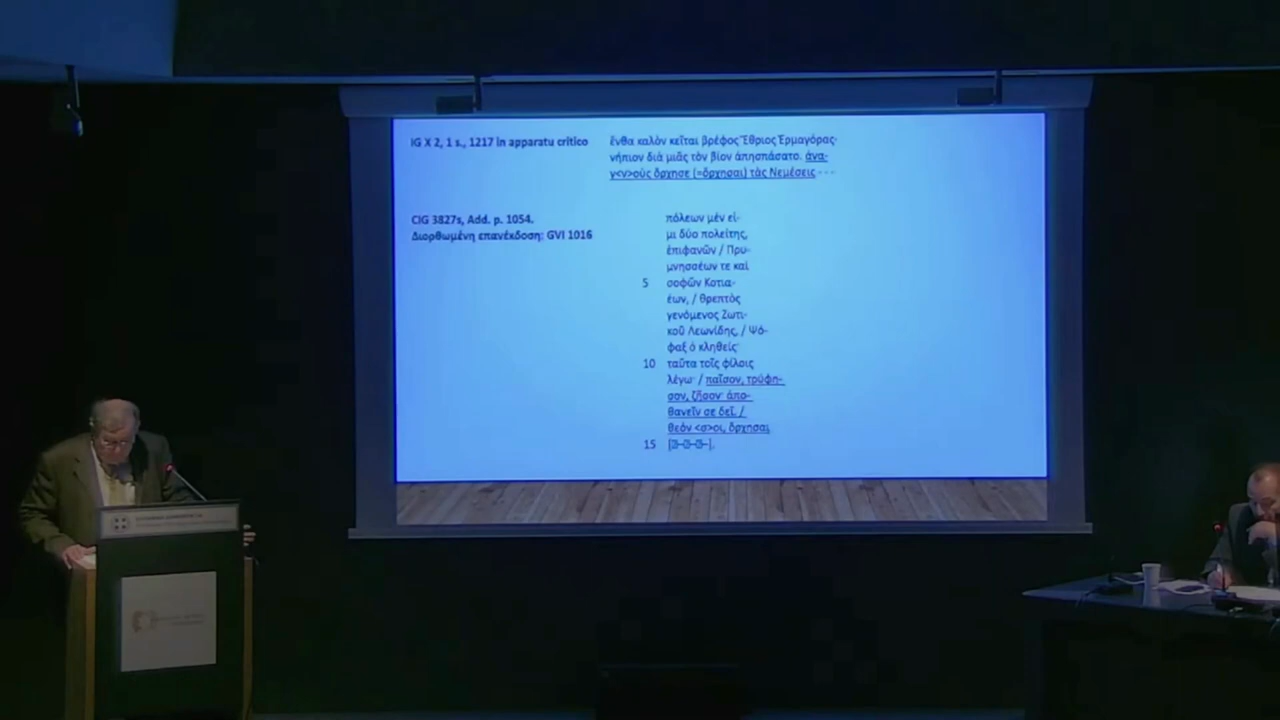 IG X 2, 1 s., 1217 in apparatu critico
ἔνθα καλὸν κεῖται βρέφος Ἔθριος Ἑρμαγόρας·
νήπιον διὰ μιᾶς τὸν βίον ἀπησπάσατο. ἀνα-
γ<ν>οὺς ὄρχησε (=ὄρχησαι) τὰς Νεμέσεις - - -
CIG 3827s, Add. p. 1054.
Διορθωμένη επανέκδοση: GVI 1016
πόλεων μέν εἰ-
μι δύο πολείτης,
ἐπιφανῶν / Πρυ-
μνησσέων τε καὶ
5 σοφῶν Κοτια-
έων, / θρεπτὸς
γενόμενος Ζωτι-
κοῦ Λεωνίδης, / Ψό-
φαξ ὁ κληθείς·
10 ταῦτα τοῖς φίλοις
λέγω· / παῖσον, τρύφη-
σον, ζῆσον· ἀπο-
θανεῖν σε δεῖ. /
θεόν <σ>οι, ὄρχησαι
15